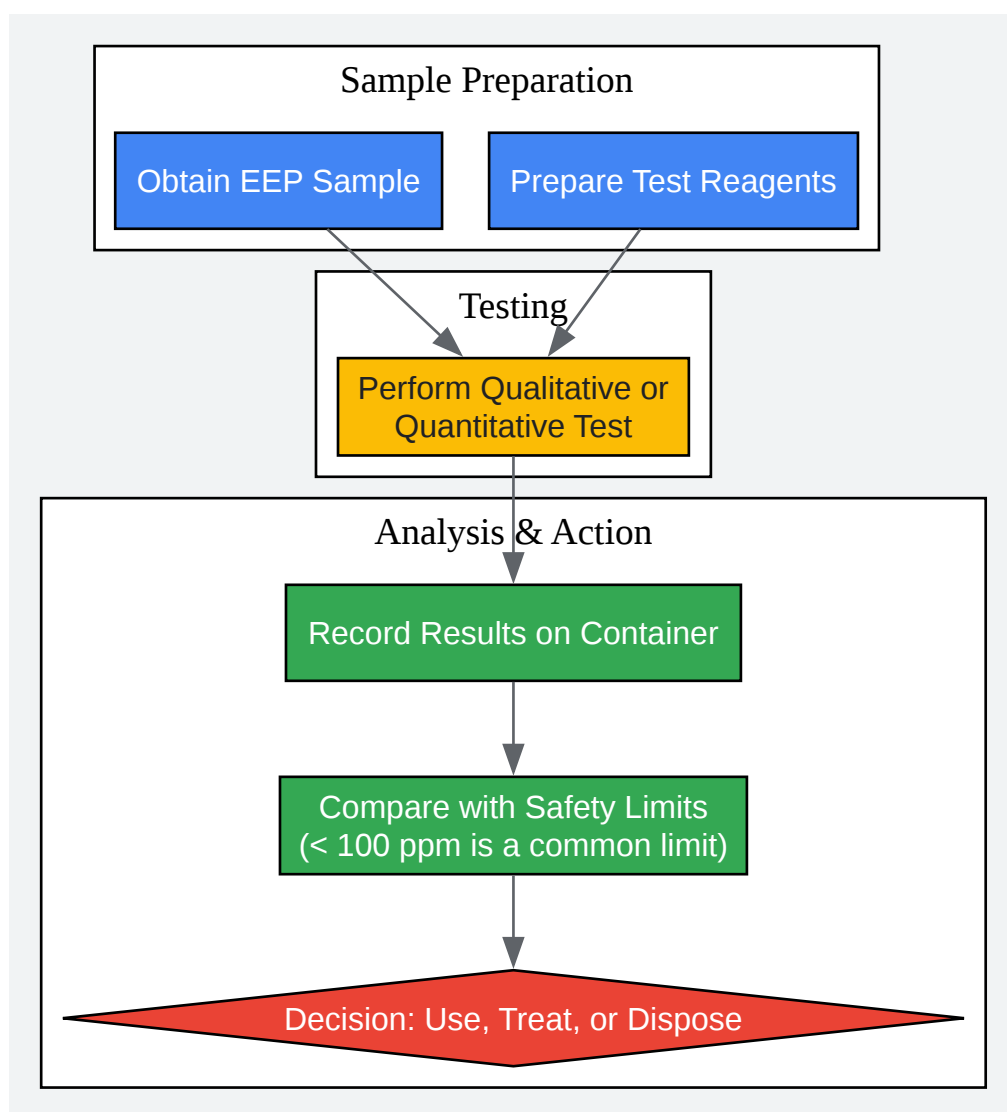 Sample Preparation
Obtain EEP Sample
Prepare Test Reagents
Testing
Perform Qualitative or
Quantitative Test
Analysis & Action
Record Results on Container
Compare with Safety Limits
(< 100 ppm is a common limit)
Decision: Use, Treat, or Dispose